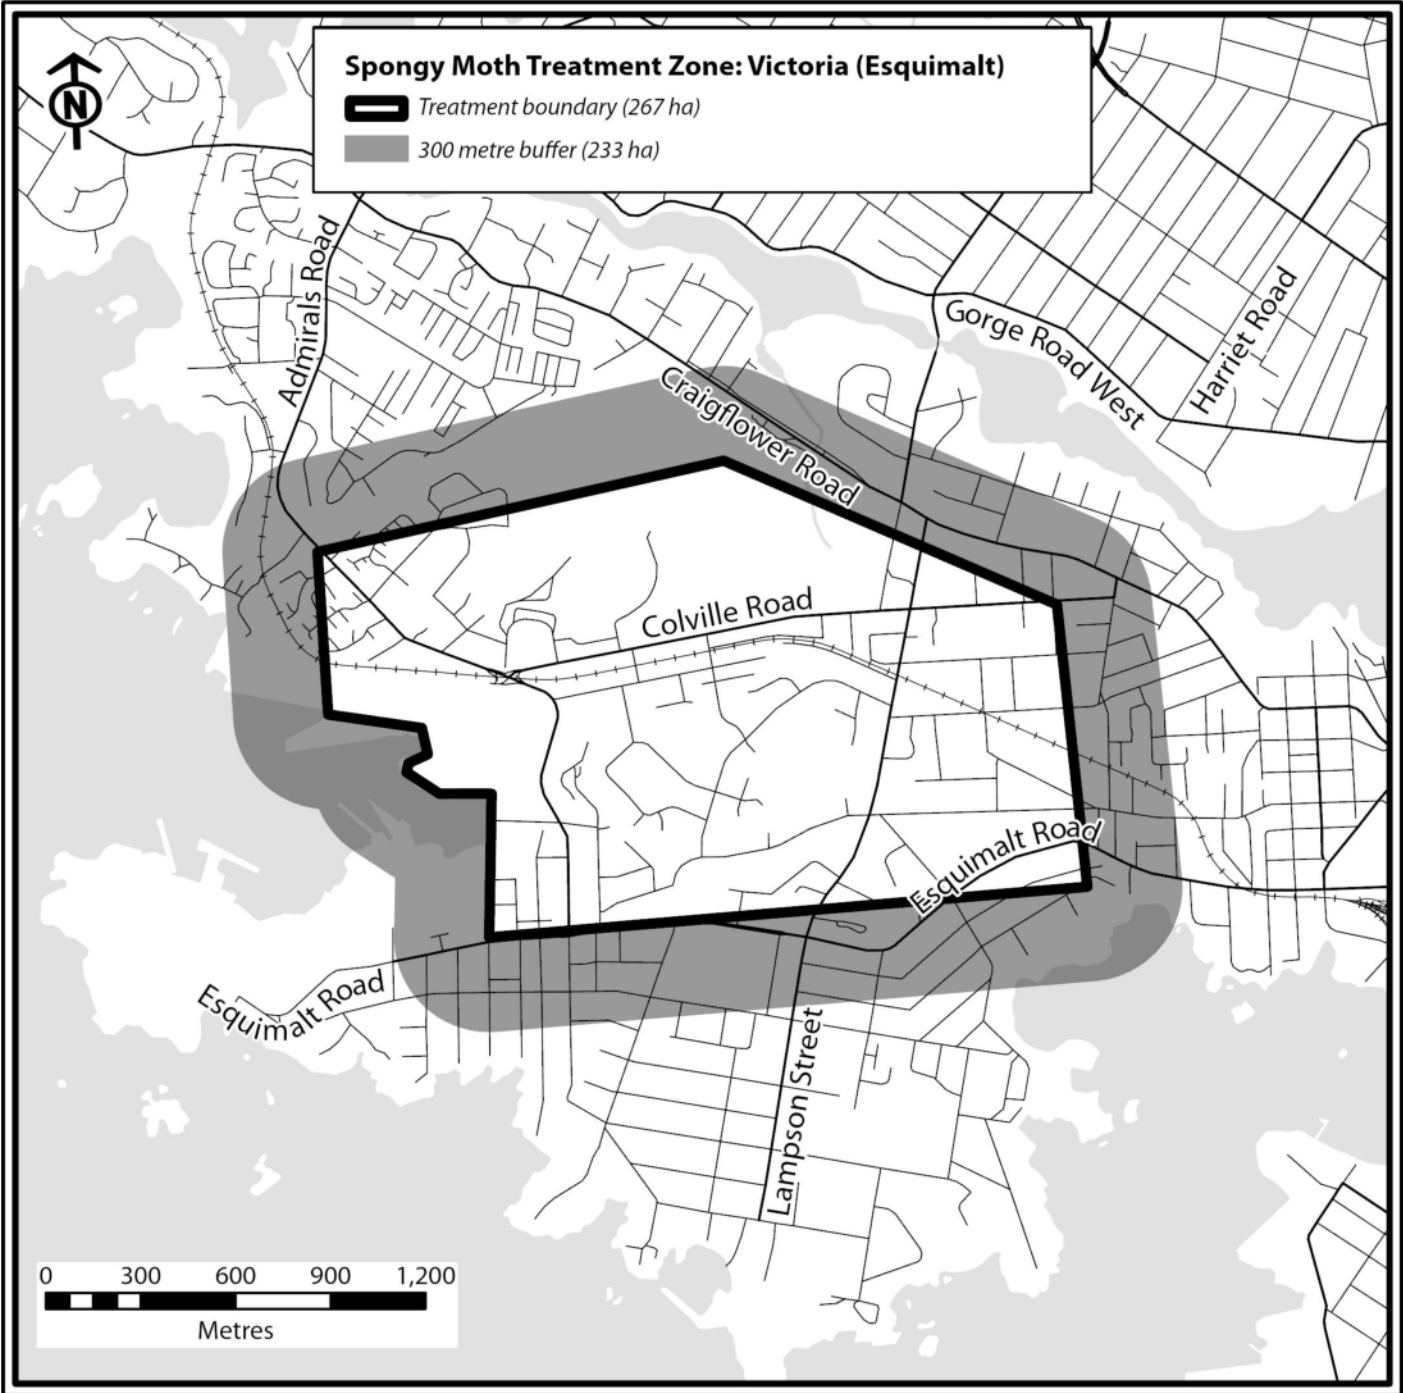 Spongy Moth Treatment Zone: Victoria (Esquimalt)
N
Treatment boundary (267 ha)
300 metre buffer (233 ha)
Admirals Road
Harriet Road
Gorge Road West
Craigflower Road
Colville Road
Esquimalt Road
Esquimalt Road
Lampson Street
0 300 600 900 1,200
Metres